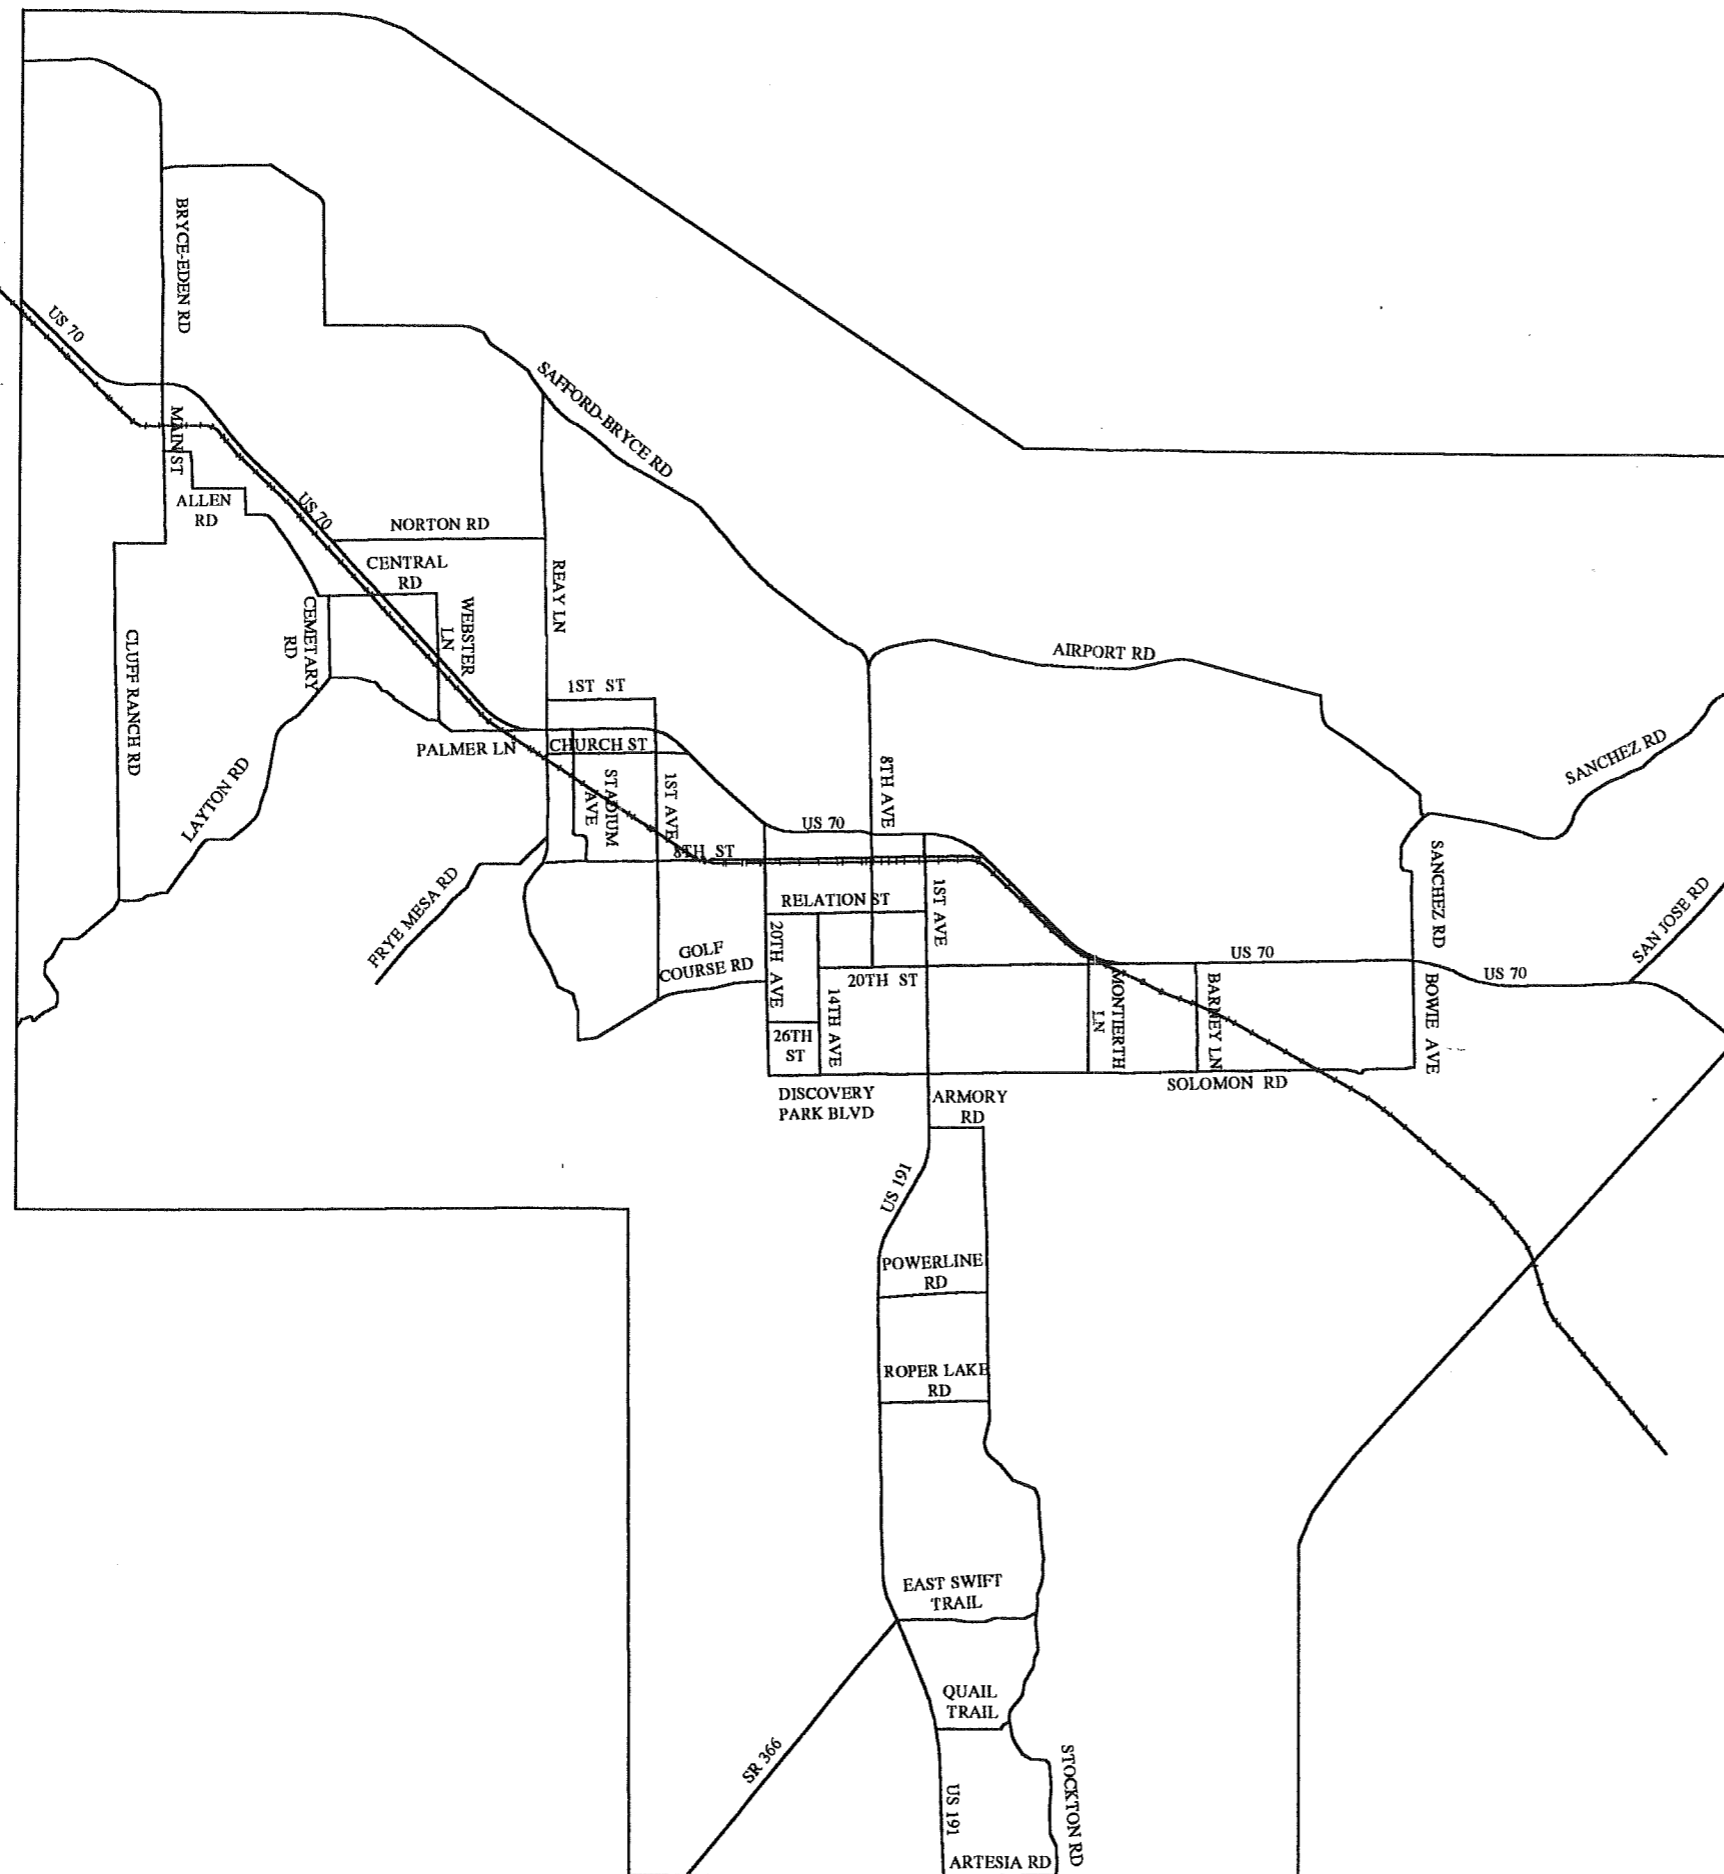 BRYCE-EDEN RD
US 70
SAFFORD-BRYCE RD
MAIN ST
ALLEN
RD
US 70
NORTON RD
CENTRAL
RD
REAY LN
WEBSTER
LN
CEMETARY
RD
CLUFF RANCH RD
AIRPORT RD
1ST ST
PALMER LN
CHURCH ST
STADIUM
AVE
1ST AVE
8TH AVE
SANCHEZ RD
LAYTON RD
US 70
8TH ST
FRYE MESA RD
RELATION ST
1ST AVE
SANCHEZ RD
SAN JOSE RD
GOLF
COURSE RD
20TH AVE
20TH ST
US 70
US 70
14TH AVE
26TH
ST
MONTIERTH
LN
BARNEY LN
BOWIE AVE
SOLOMON RD
DISCOVERY
PARK BLVD
ARMORY
RD
US 191
POWERLINE
RD
ROPER LAKE
RD
EAST SWIFT
TRAIL
QUAIL
TRAIL
SR 366
US 191
STOCKTON RD
ARTESIA RD